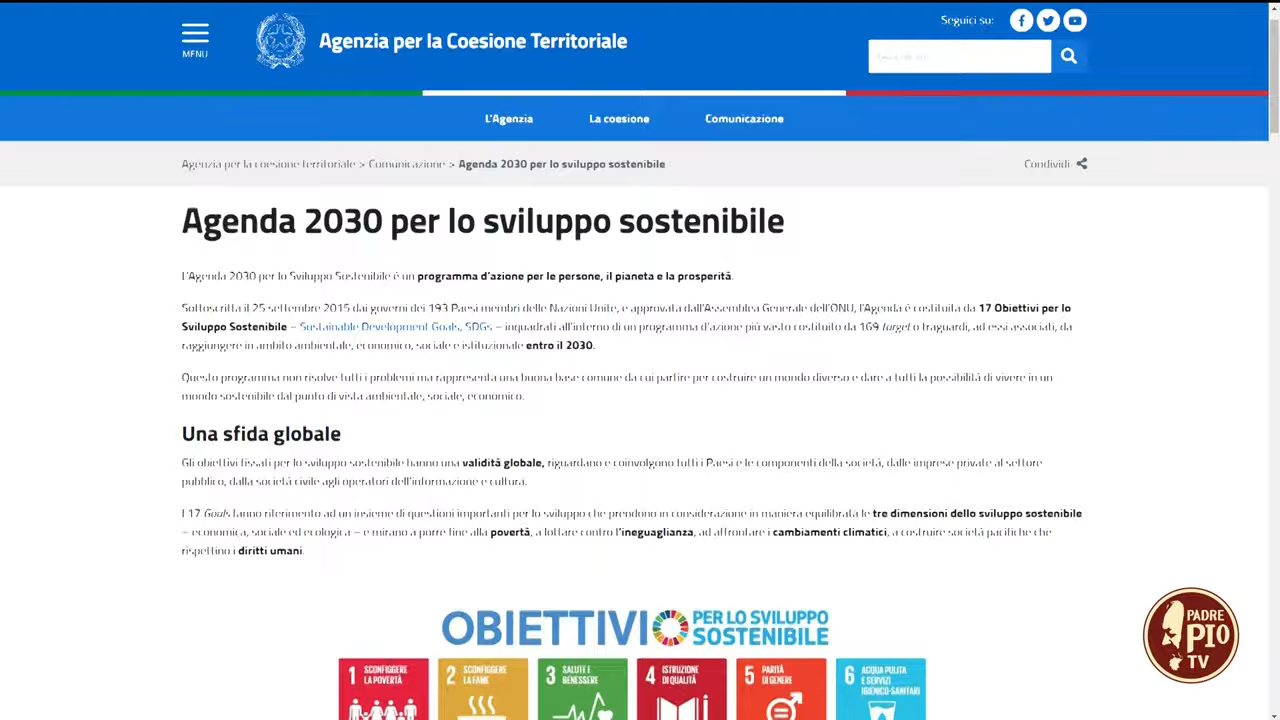 Seguici su:
MENU
Agenzia per la Coesione Territoriale
L'Agenzia
La coesione
Comunicazione
Agenzia per la coesione territoriale > Comunicazione > Agenda 2030 per lo sviluppo sostenibile
Condividi
Agenda 2030 per lo sviluppo sostenibile
L'Agenda 2030 per lo Sviluppo Sostenibile è un programma d'azione per le persone, il pianeta e la prosperità.
Sottoscritta il 25 settembre 2015 dai governi dei 193 Paesi membri delle Nazioni Unite, e approvata dall'Assemblea Generale dell'ONU, l'Agenda è costituita da 17 Obiettivi per lo
Sviluppo Sostenibile – Sustainable Development Goals, SDGs – inquadrati all'interno di un programma d'azione più vasto costituito da 169 target o traguardi, ad essi associati, da
raggiungere in ambito ambientale, economico, sociale e istituzionale entro il 2030.
Questo programma non risolve tutti i problemi ma rappresenta una buona base comune da cui partire per costruire un mondo diverso e dare a tutti la possibilità di vivere in un
mondo sostenibile dal punto di vista ambientale, sociale, economico.
Una sfida globale
Gli obiettivi fissati per lo sviluppo sostenibile hanno una validità globale, riguardano e coinvolgono tutti i Paesi e le componenti della società, dalle imprese private al settore
pubblico, dalla società civile agli operatori dell'informazione e cultura.
I 17 Goals fanno riferimento ad un insieme di questioni importanti per lo sviluppo che prendono in considerazione in maniera equilibrata le tre dimensioni dello sviluppo sostenibile
– economica, sociale ed ecologica – e mirano a porre fine alla povertà, a lottare contro l'ineguaglianza, ad affrontare i cambiamenti climatici, a costruire società pacifiche che
rispettino i diritti umani.
OBIETTIVI PER LO SVILUPPO
SOSTENIBILE
1 SCONFIGGERE
LA POVERTÀ
2 SCONFIGGERE
LA FAME
3 SALUTE E
BENESSERE
4 ISTRUZIONE
DI QUALITÀ
5 PARITÀ
DI GENERE
6 ACQUA PULITA
E SERVIZI
IGIENICO-SANITARI
PADRE
PIO
TV